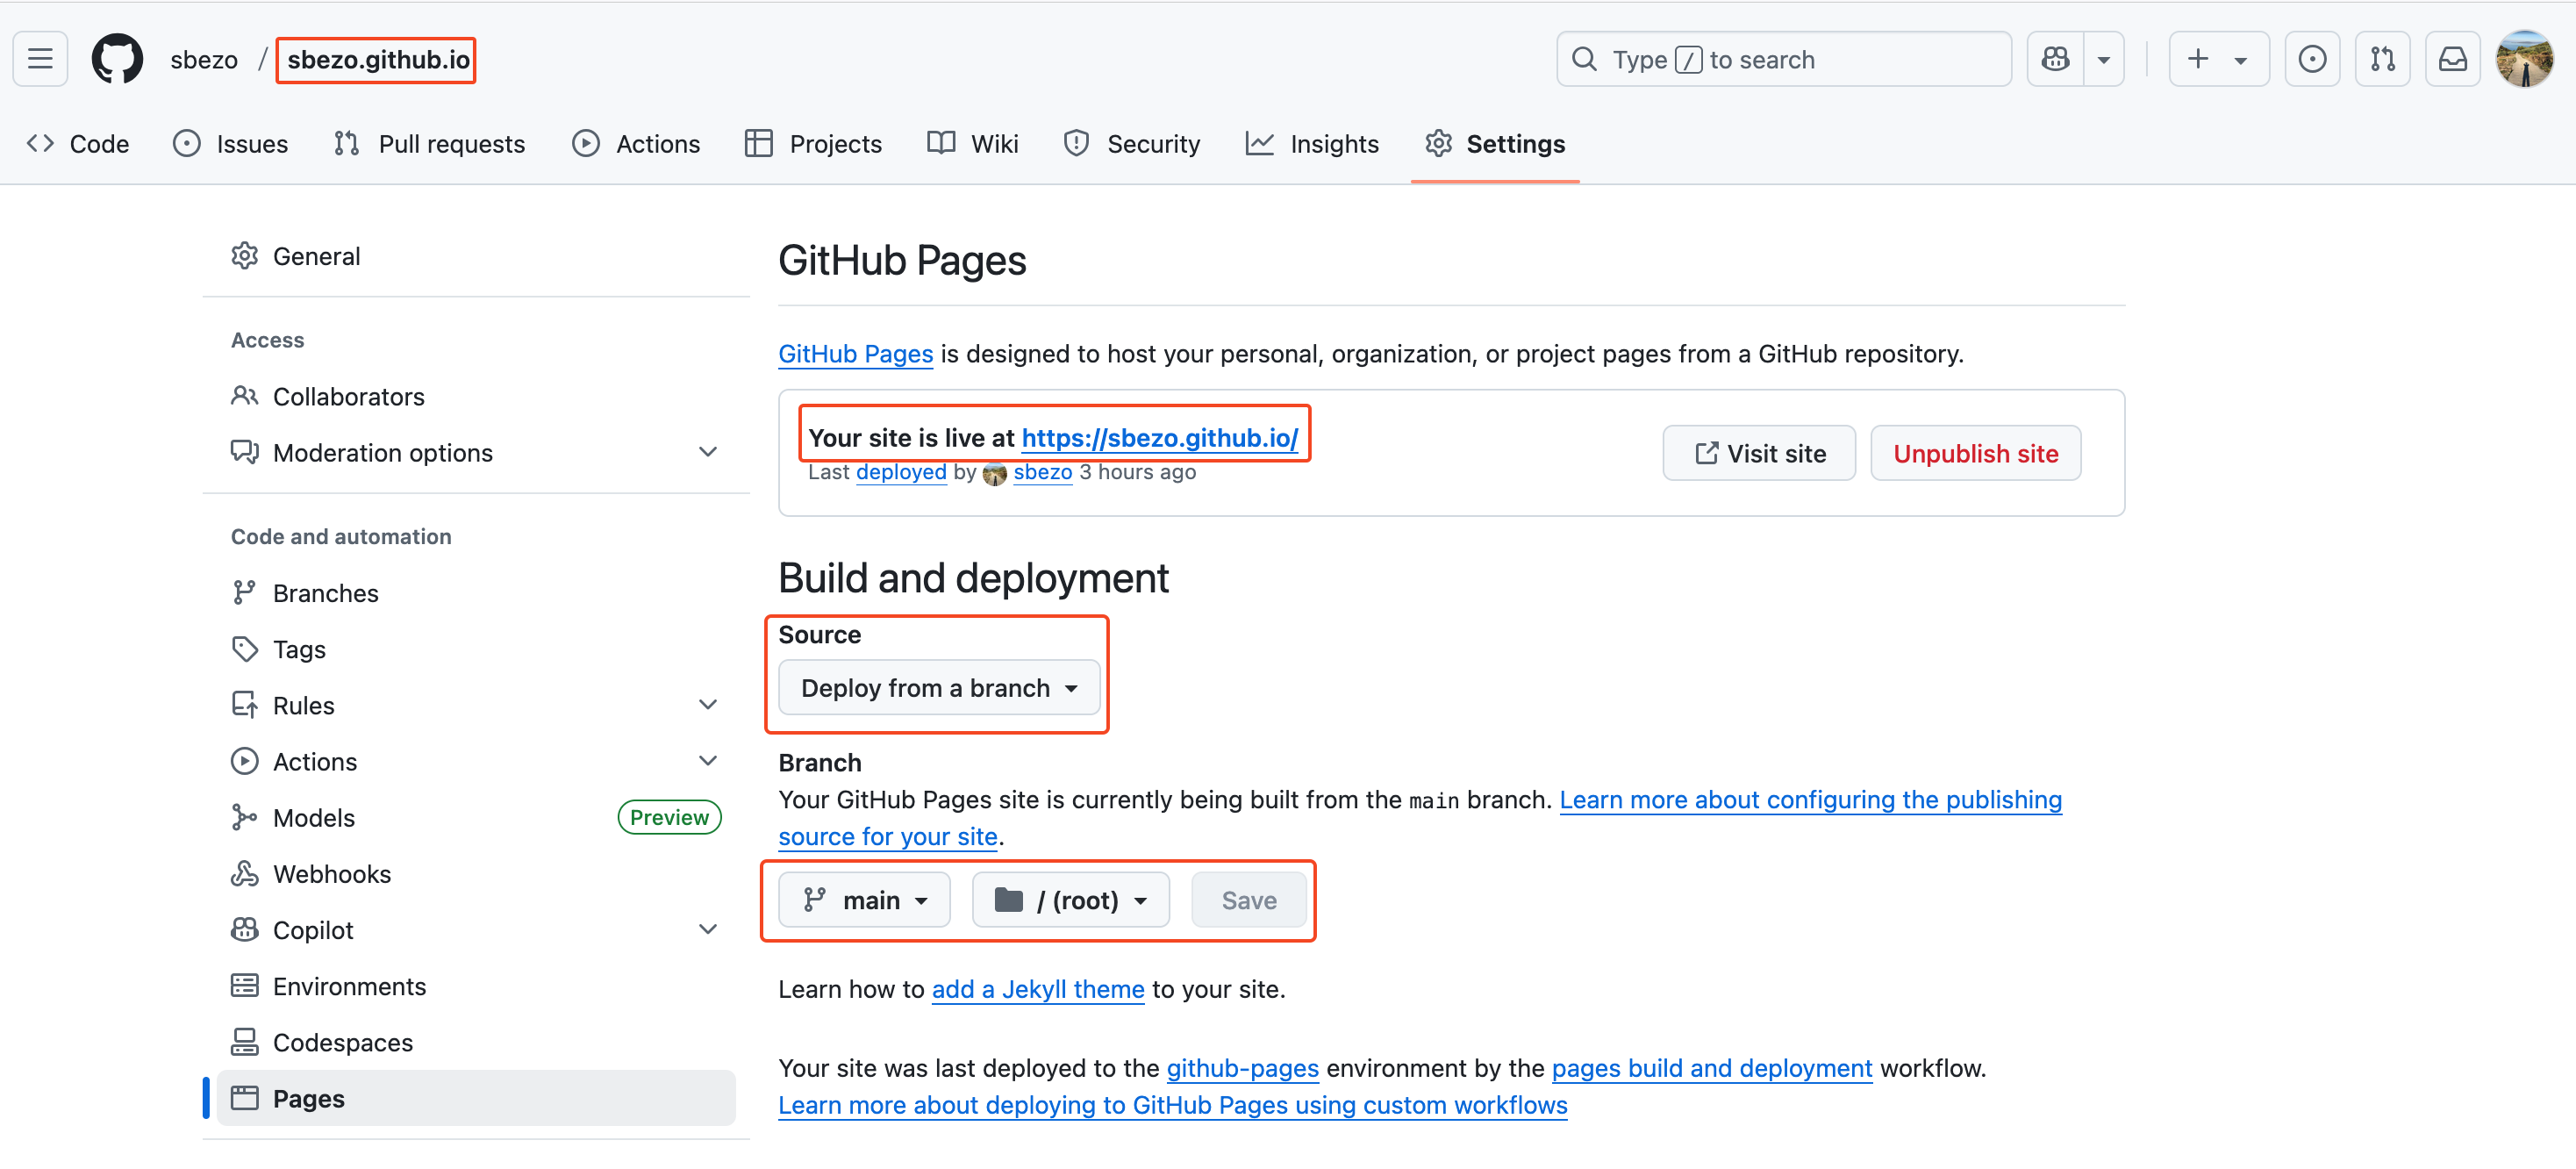 sbezo / sbezo.github.io
Type / to search
Code
Issues
Pull requests
Actions
Projects
Wiki
Security
Insights
Settings
General
Access
Collaborators
Moderation options
Code and automation
Branches
Tags
Rules
Actions
Models
Preview
Webhooks
Copilot
Environments
Codespaces
Pages
GitHub Pages
GitHub Pages is designed to host your personal, organization, or project pages from a GitHub repository.
Your site is live at https://sbezo.github.io/
Last deployed by sbezo 3 hours ago
Visit site
Unpublish site
Build and deployment
Source
Deploy from a branch
Branch
Your GitHub Pages site is currently being built from the main branch. Learn more about configuring the publishing
source for your site.
main
/ (root)
Save
Learn how to add a Jekyll theme to your site.
Your site was last deployed to the github-pages environment by the pages build and deployment workflow.
Learn more about deploying to GitHub Pages using custom workflows